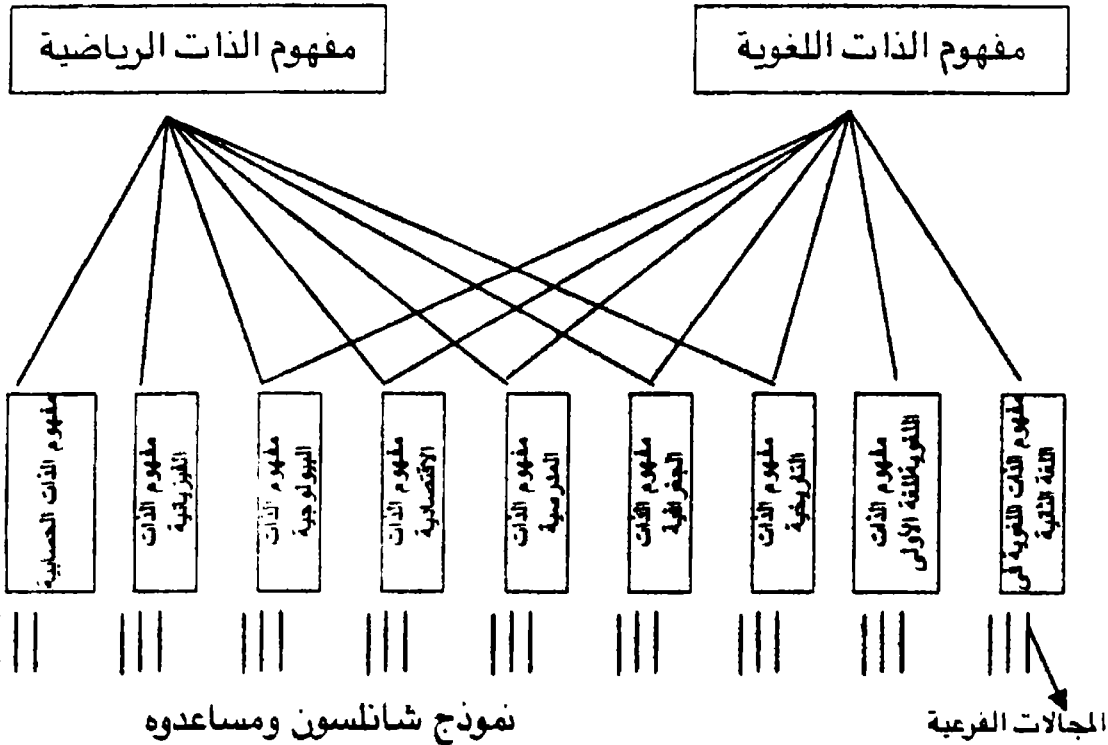 مفهوم الذات اللغوية
مفهوم الذات الرياضية
مفهوم الذات اللغوية فى
اللغة الثانية
مفهوم الذات
اللغوية للغة الأولى
مفهوم الذات
التاريخية
مفهوم الذات
الجغرافية
مفهوم الذات
المدرسية
مفهوم الذات
الاقتصادية
مفهوم الذات
البيولوجية
مفهوم الذات
الفيزيائية
مفهوم الذات الحسابية
المجالات الفرعية
نموذج شانلسون ومساعدوه